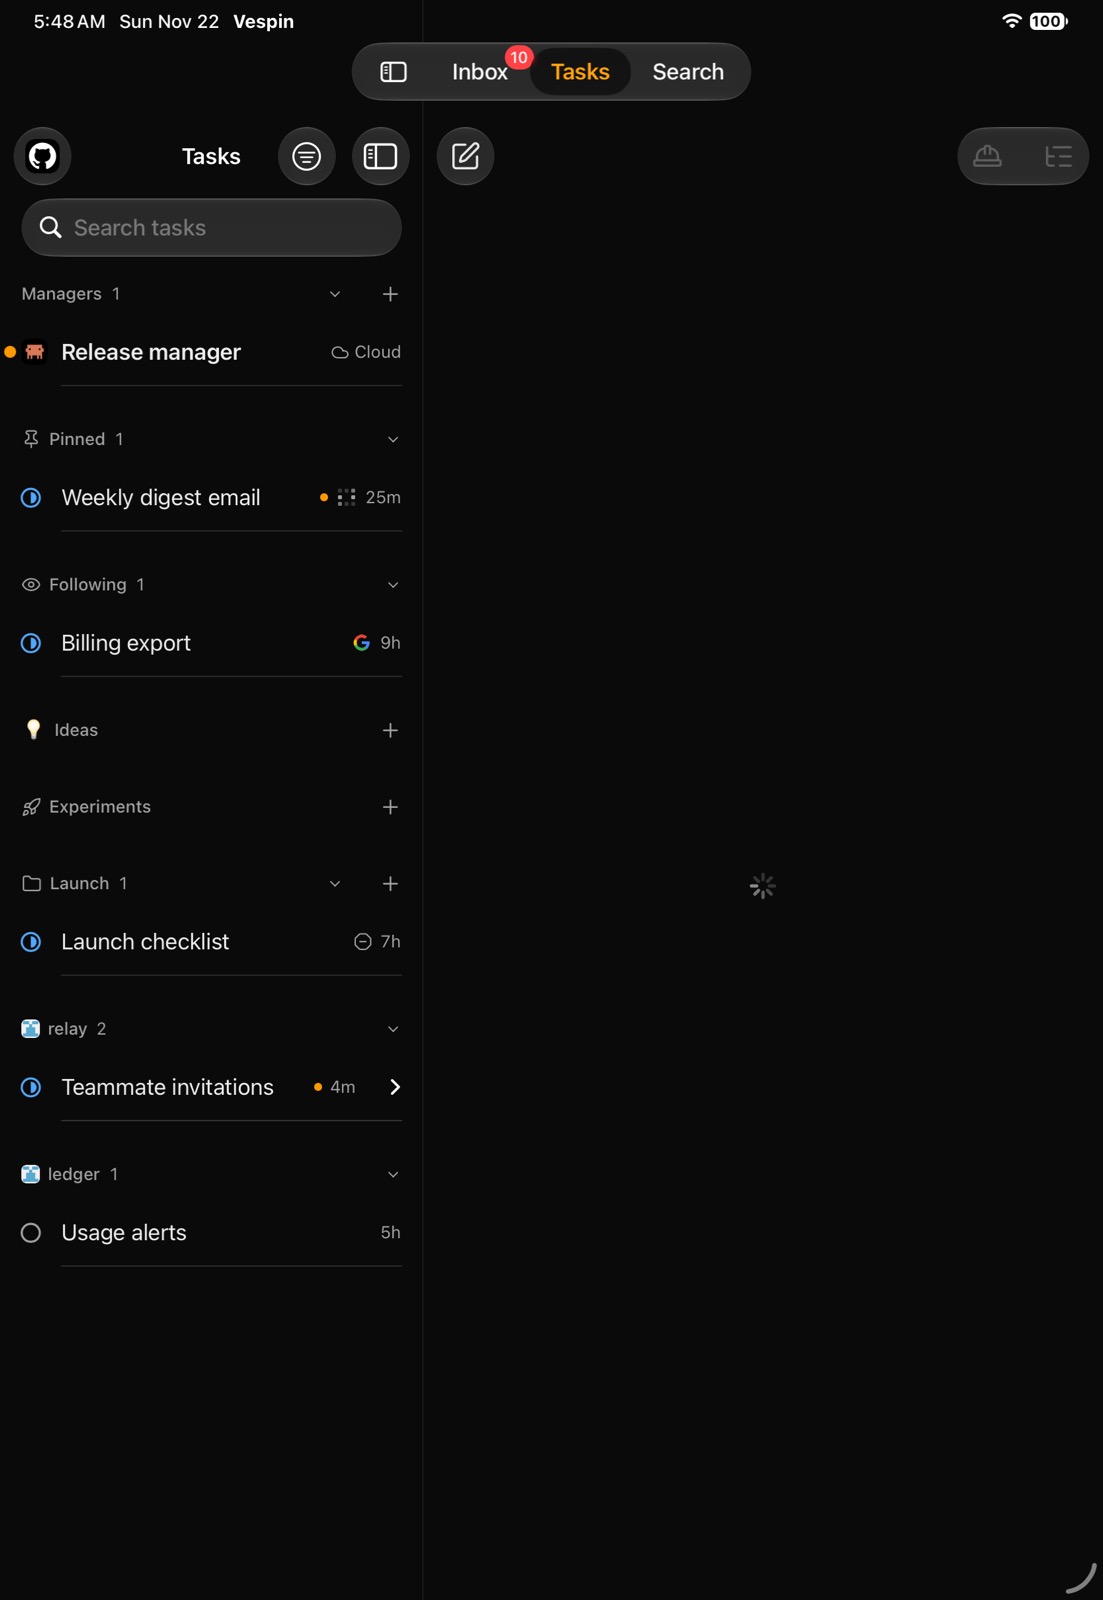 5:48 AM Sun Nov 22 Vespin
100
Inbox 10 Tasks Search
Tasks
Search tasks
Managers 1
Release manager Cloud
Pinned 1
Weekly digest email 25m
Following 1
Billing export 9h
Ideas
Experiments
Launch 1
Launch checklist 7h
relay 2
Teammate invitations 4m
ledger 1
Usage alerts 5h